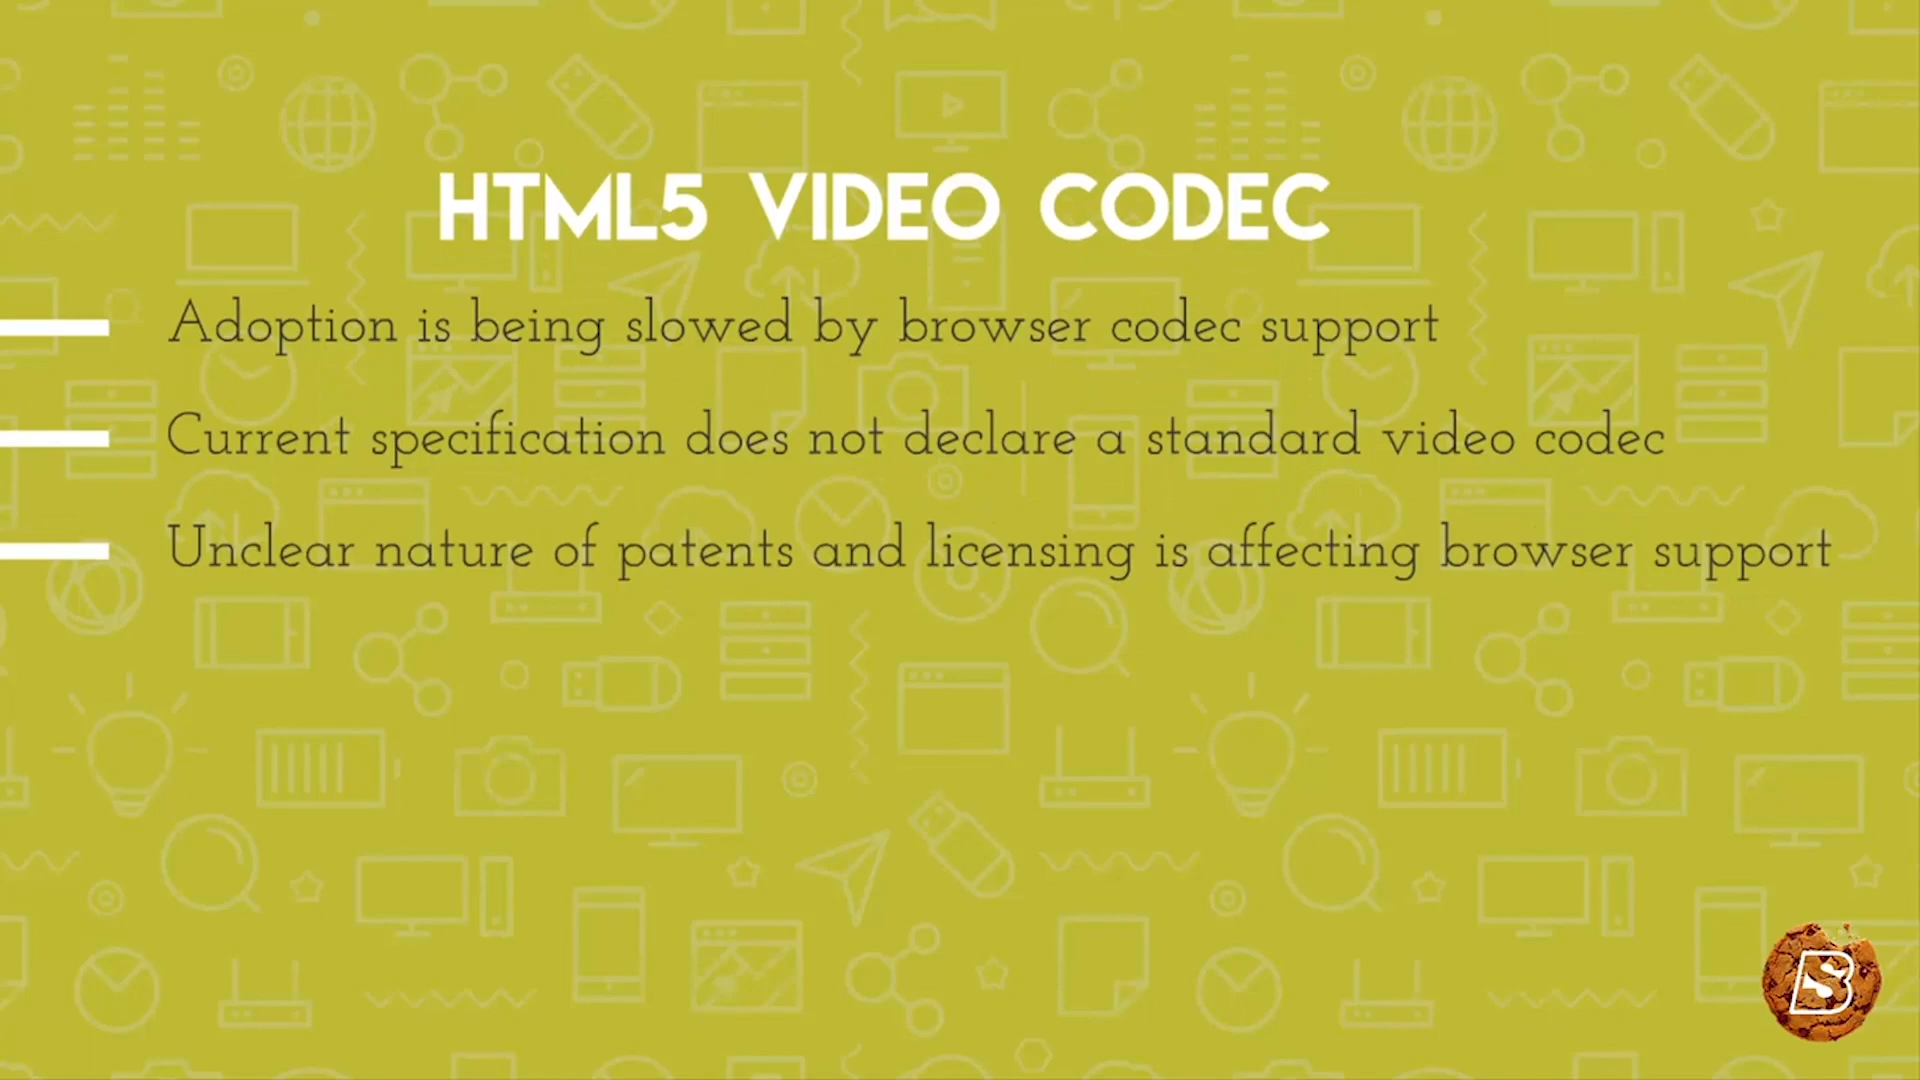 HTML5 VIDEO CODEC
Adoption is being slowed by browser codec support
Current specification does not declare a standard video codec
Unclear nature of patents and licensing is affecting browser support